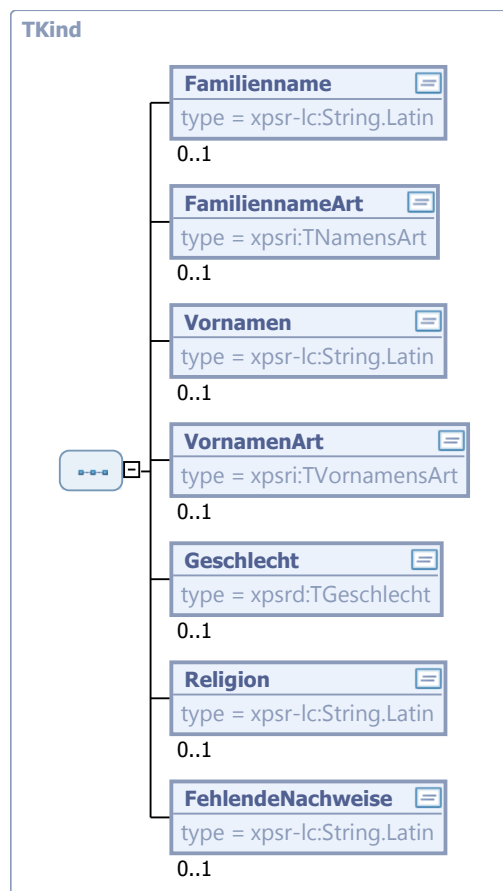 TKind
Familienname
type = xpsr-lc:String.Latin
0..1
FamiliennameArt
type = xpsri:TNamensArt
0..1
Vornamen
type = xpsr-lc:String.Latin
0..1
VornamenArt
type = xpsri:TVornamensArt
0..1
Geschlecht
type = xpsrd:TGeschlecht
0..1
Religion
type = xpsr-lc:String.Latin
0..1
FehlendeNachweise
type = xpsr-lc:String.Latin
0..1